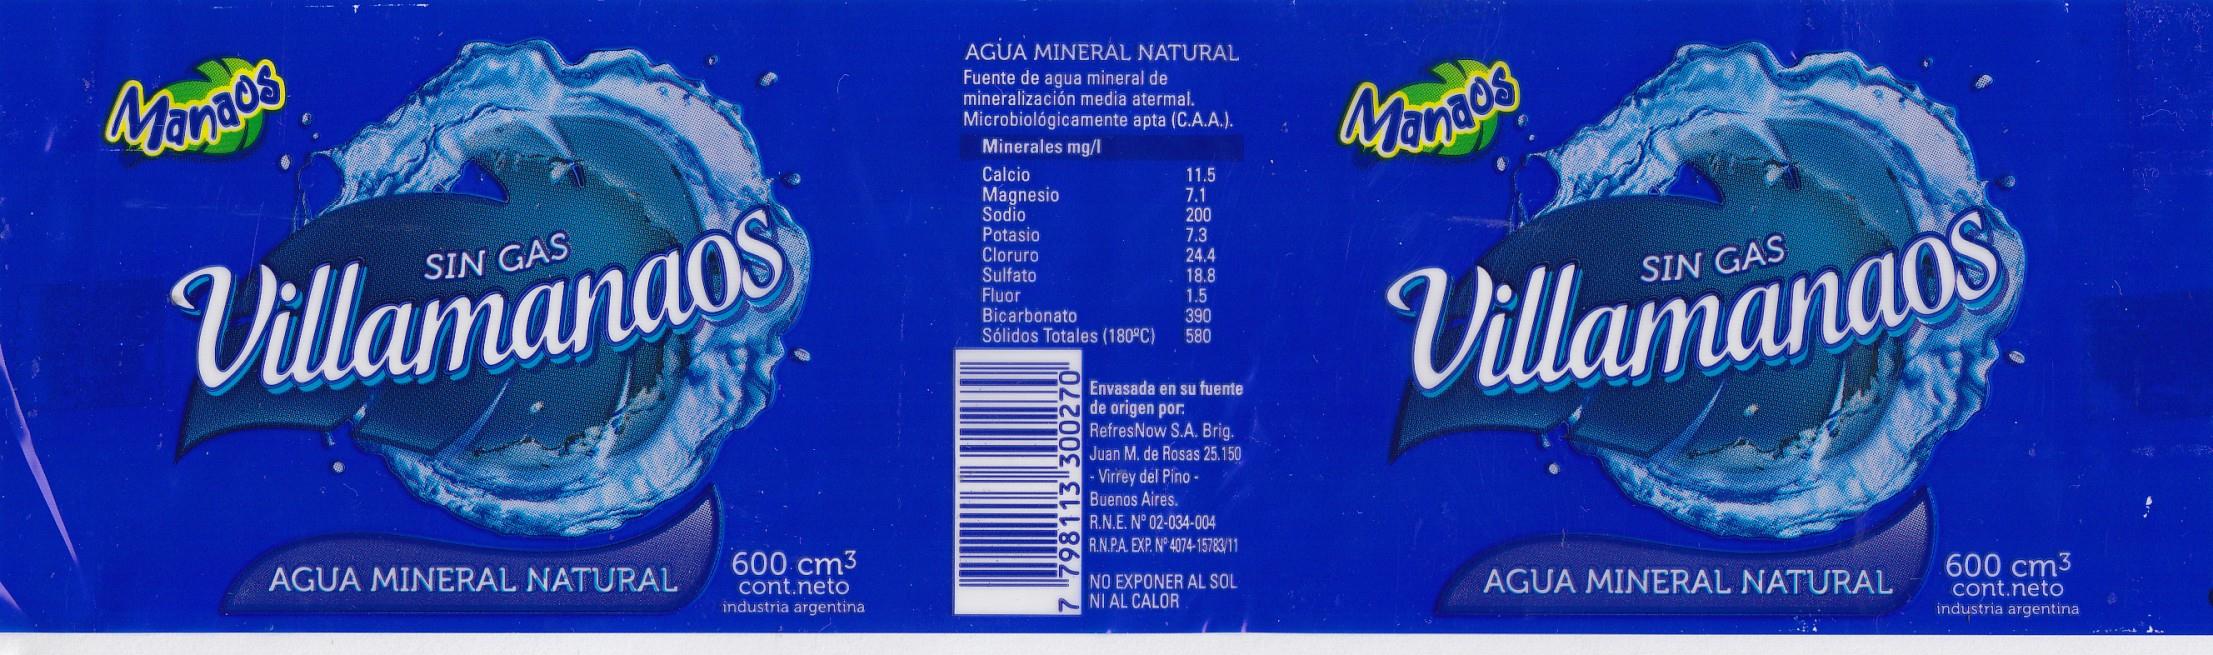 Manaos
SIN GAS
Villamanaos
AGUA MINERAL NATURAL
600 cm3
cont.neto
industria argentina
AGUA MINERAL NATURAL
Fuente de agua mineral de
mineralización media atermal.
Microbiológicamente apta (C.A.A.).
Minerales mg/l
Calcio 11.5
Magnesio 7.1
Sodio 200
Potasio 7.3
Cloruro 24.4
Sulfato 18.8
Fluor 1.5
Bicarbonato 390
Sólidos Totales (180ºC) 580
7 798113 300270
Envasada en su fuente
de origen por:
RefresNow S.A. Brig.
Juan M. de Rosas 25.150
- Virrey del Pino -
Buenos Aires.
R.N.E. Nº 02-034-004
R.N.P.A. EXP. Nº 4074-15783/11
NO EXPONER AL SOL
NI AL CALOR
Manaos
SIN GAS
Villamanaos
AGUA MINERAL NATURAL
600 cm3
cont.neto
industria argentina